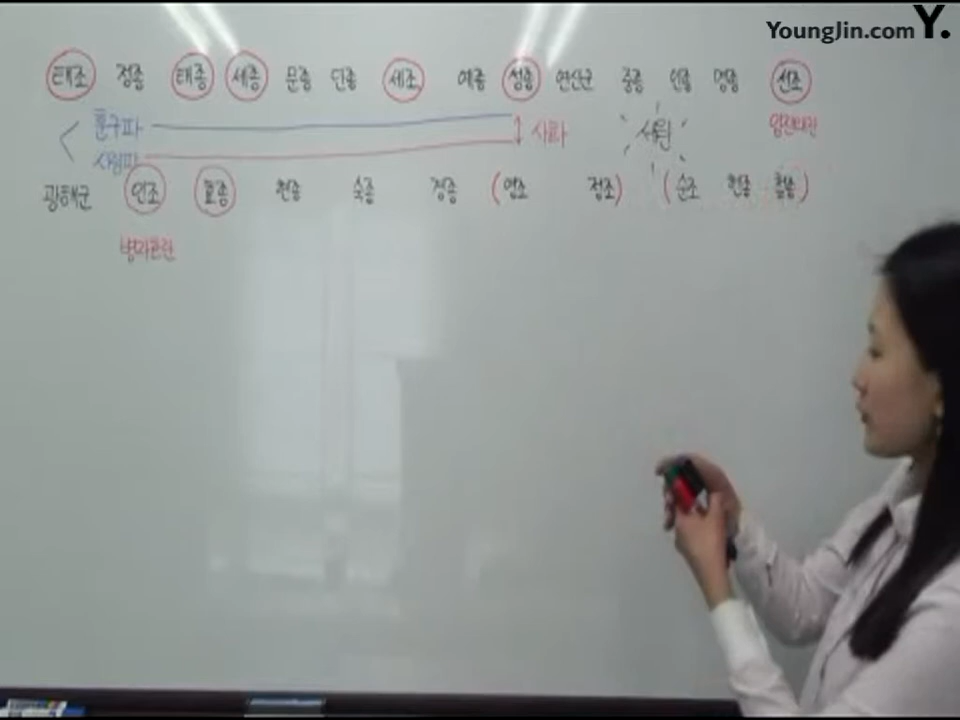 YoungJin.com Y.
태조 정종 태종 세종 문종 단종 세조 예종 성종 연산군 중종 인종 명종 선조
훈구파 사화 서원 임진왜란
사림파
광해군 인조 효종 현종 숙종 경종 (영조 정조) (순조 헌종 철종)
병자호란